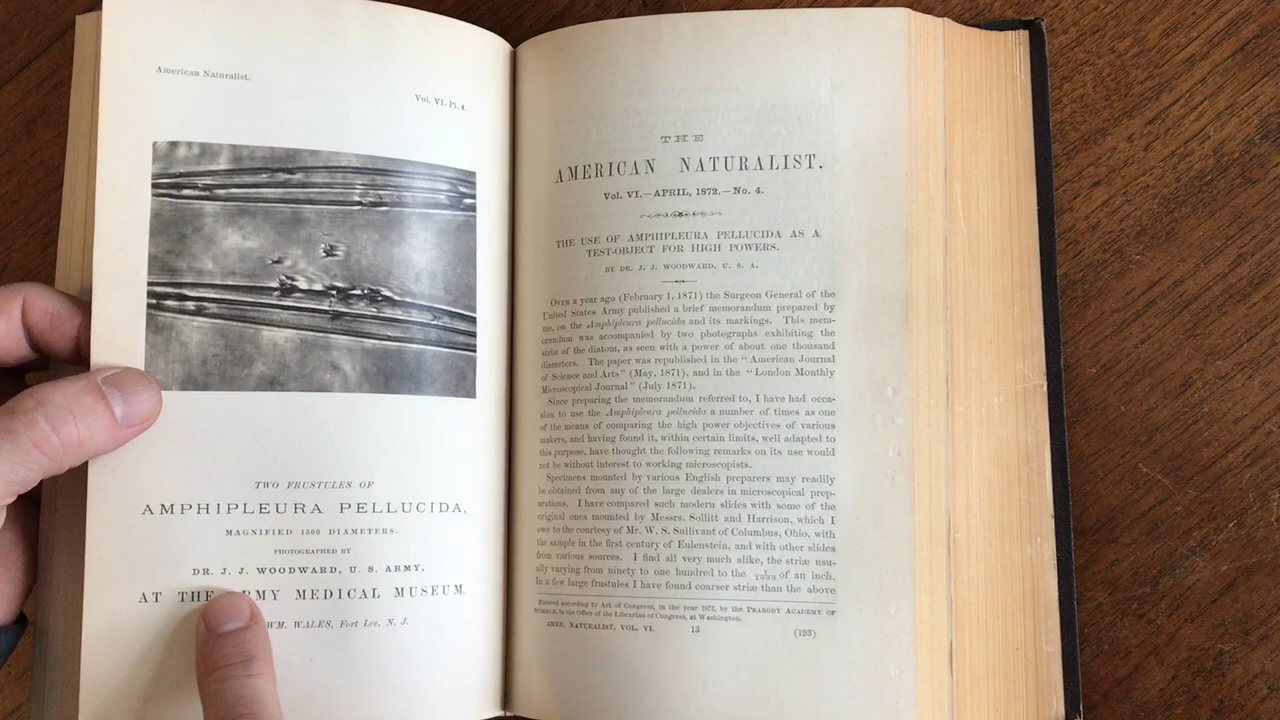 American Naturalist.
Vol. VI. Pl. 4.
TWO FRUSTULES OF
AMPHIPLEURA PELLUCIDA,
MAGNIFIED 1500 DIAMETERS.
PHOTOGRAPHED BY
DR. J. J. WOODWARD, U. S. ARMY,
AT THE ARMY MEDICAL MUSEUM.
WM. WALES, Fort Lee, N. J.
THE
AMERICAN NATURALIST.
Vol. VI.—APRIL, 1872.—No. 4.
THE USE OF AMPHIPLEURA PELLUCIDA AS A
TEST-OBJECT FOR HIGH POWERS.
BY DR. J. J. WOODWARD, U. S. A.
OVER a year ago (February 1, 1871) the Surgeon General of the
United States Army published a brief memorandum prepared by
me, on the Amphipleura pellucida and its markings. This mem-
orandum was accompanied by two photographs exhibiting the
striæ of the diatom, as seen with a power of about one thousand
diameters. The paper was republished in the “American Journal
of Science and Arts” (May, 1871), and in the “London Monthly
Microscopical Journal” (July 1871).
Since preparing the memorandum referred to, I have had occa-
sion to use the Amphipleura pellucida a number of times as one
of the means of comparing the high power objectives of various
makers, and having found it, within certain limits, well adapted to
this purpose, have thought the following remarks on its use would
not be without interest to working microscopists.
Specimens mounted by various English preparers may readily
be obtained from any of the large dealers in microscopical prep-
arations. I have compared such modern slides with some of the
original ones mounted by Messrs. Sollitt and Harrison, which I
owe to the courtesy of Mr. W. S. Sullivant of Columbus, Ohio, with
the sample in the first century of Eulenstein, and with other slides
from various sources. I find all very much alike, the striæ usu-
ally varying from ninety to one hundred to the of an inch.
In a few large frustules I have found coarser striæ than the above
Entered according to Act of Congress, in the year 1872, by the PEABODY ACADEMY OF
SCIENCE, in the Office of the Librarian of Congress, at Washington.
AMER. NATURALIST, VOL. VI. 13 (193)